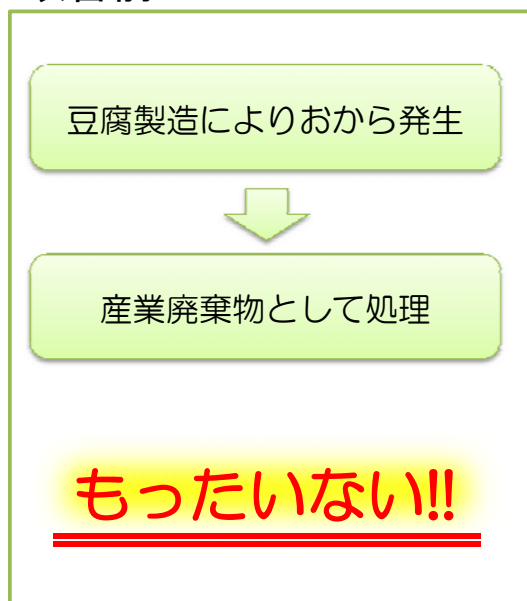 豆腐製造によりおから発生
産業廃棄物として処理
もったいない!!